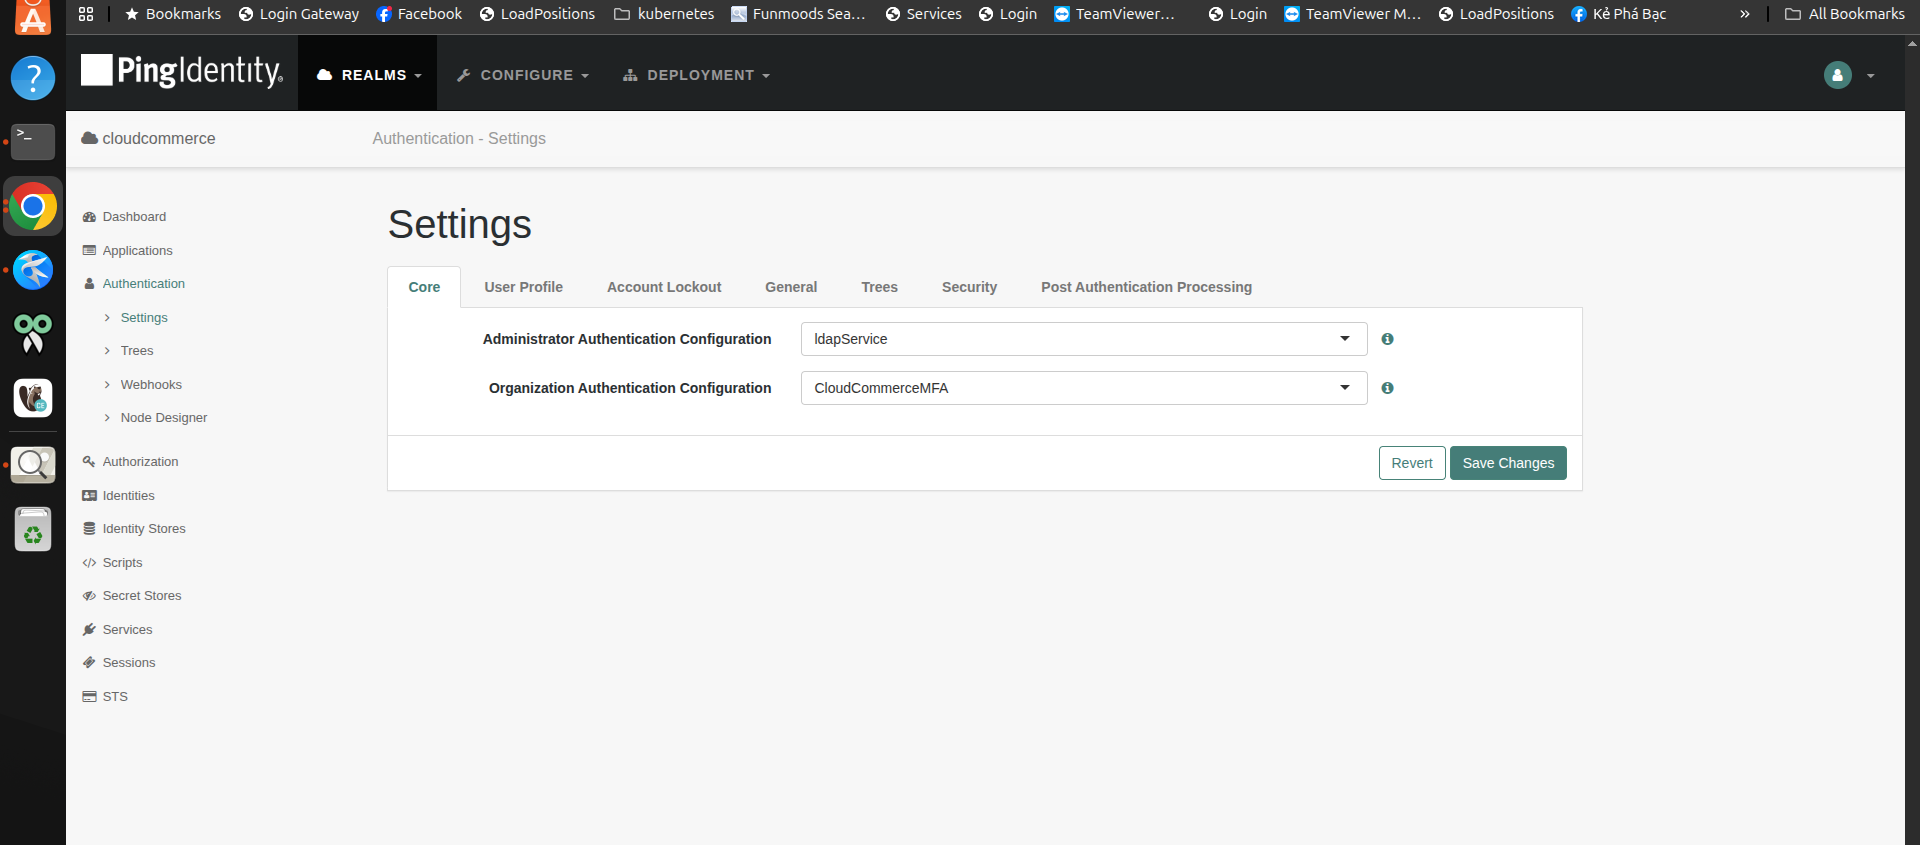 Bookmarks Login Gateway Facebook LoadPositions kubernetes Funmoods Sea... Services Login TeamViewer... Login TeamViewer M... LoadPositions Kẻ Phá Bạc » All Bookmarks
PingIdentity REALMS CONFIGURE DEPLOYMENT
cloudcommerce Authentication - Settings
Dashboard
Applications
Authentication
Settings
Trees
Webhooks
Node Designer
Authorization
Identities
Identity Stores
Scripts
Secret Stores
Services
Sessions
STS
Settings
Core User Profile Account Lockout General Trees Security Post Authentication Processing
Administrator Authentication Configuration ldapService
Organization Authentication Configuration CloudCommerceMFA
Revert Save Changes